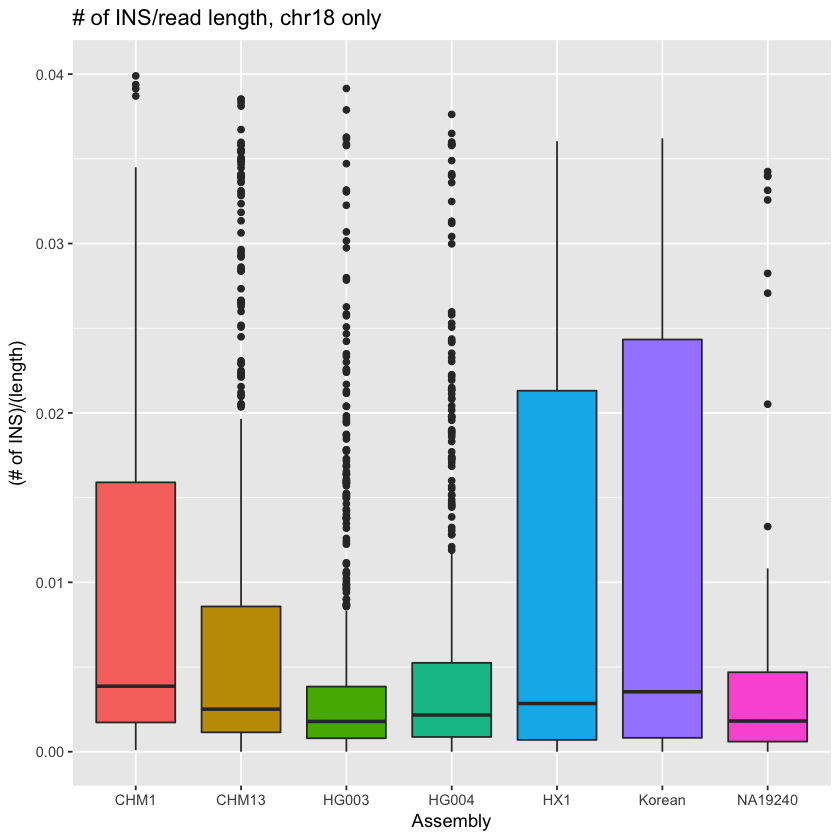 # of INS/read length, chr18 only
(# of INS)/(length)
0.04
0.03
0.02
0.01
0.00
CHM1 CHM13 HG003 HG004 HX1 Korean NA19240
Assembly